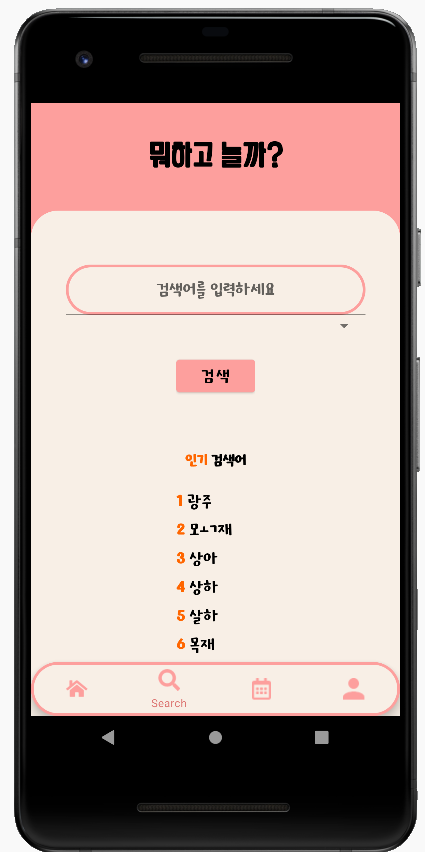 뭐하고 늘까?
검색어를 입력하세요
검색
인기 검색어
1 광주
2 모ㅗㄱ재
3 상아
4 상하
5 살하
6 목재
Search